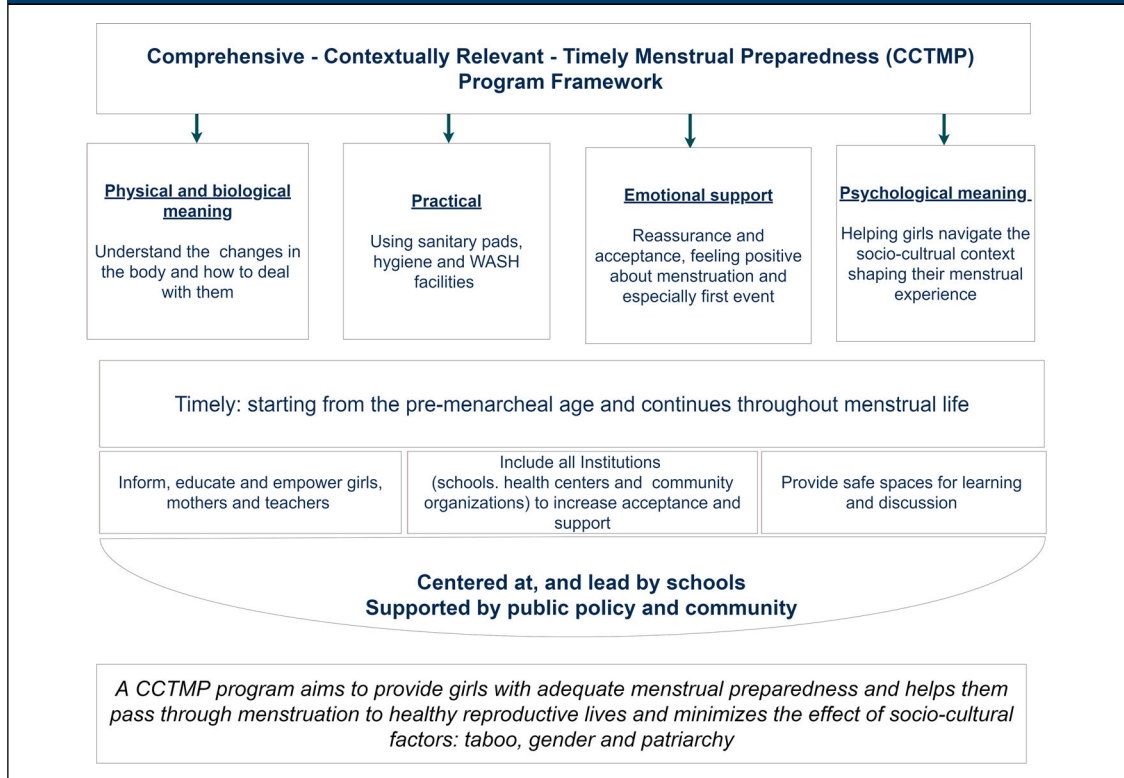 Comprehensive - Contextually Relevant - Timely Menstrual Preparedness (CCTMP)
Program Framework
Physical and biological
meaning
Understand the changes in
the body and how to deal
with them
Practical
Using sanitary pads,
hygiene and WASH
facilities
Emotional support
Reassurance and
acceptance, feeling positive
about menstruation and
especially first event
Psychological meaning
Helping girls navigate the
socio-cultrual context
shaping their menstrual
experience
Timely: starting from the pre-menarcheal age and continues throughout menstrual life
Inform, educate and empower girls,
mothers and teachers
Include all Institutions
(schools. health centers and community
organizations) to increase acceptance and
support
Provide safe spaces for learning
and discussion
Centered at, and lead by schools
Supported by public policy and community
A CCTMP program aims to provide girls with adequate menstrual preparedness and helps them
pass through menstruation to healthy reproductive lives and minimizes the effect of socio-cultural
factors: taboo, gender and patriarchy